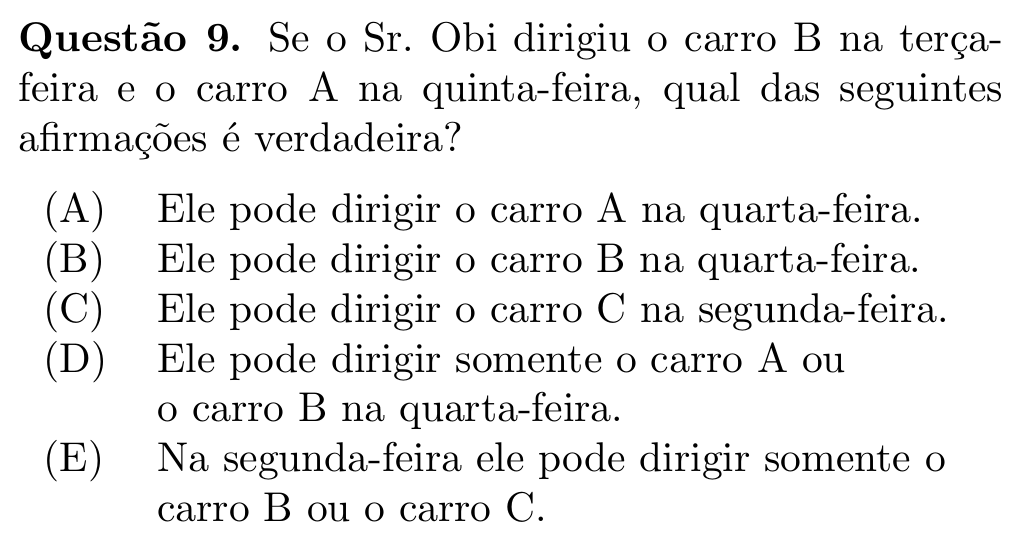 Questão 9. Se o Sr. Obi dirigiu o carro B na terça-
feira e o carro A na quinta-feira, qual das seguintes
afirmações é verdadeira?
(A) Ele pode dirigir o carro A na quarta-feira.
(B) Ele pode dirigir o carro B na quarta-feira.
(C) Ele pode dirigir o carro C na segunda-feira.
(D) Ele pode dirigir somente o carro A ou
o carro B na quarta-feira.
(E) Na segunda-feira ele pode dirigir somente o
carro B ou o carro C.